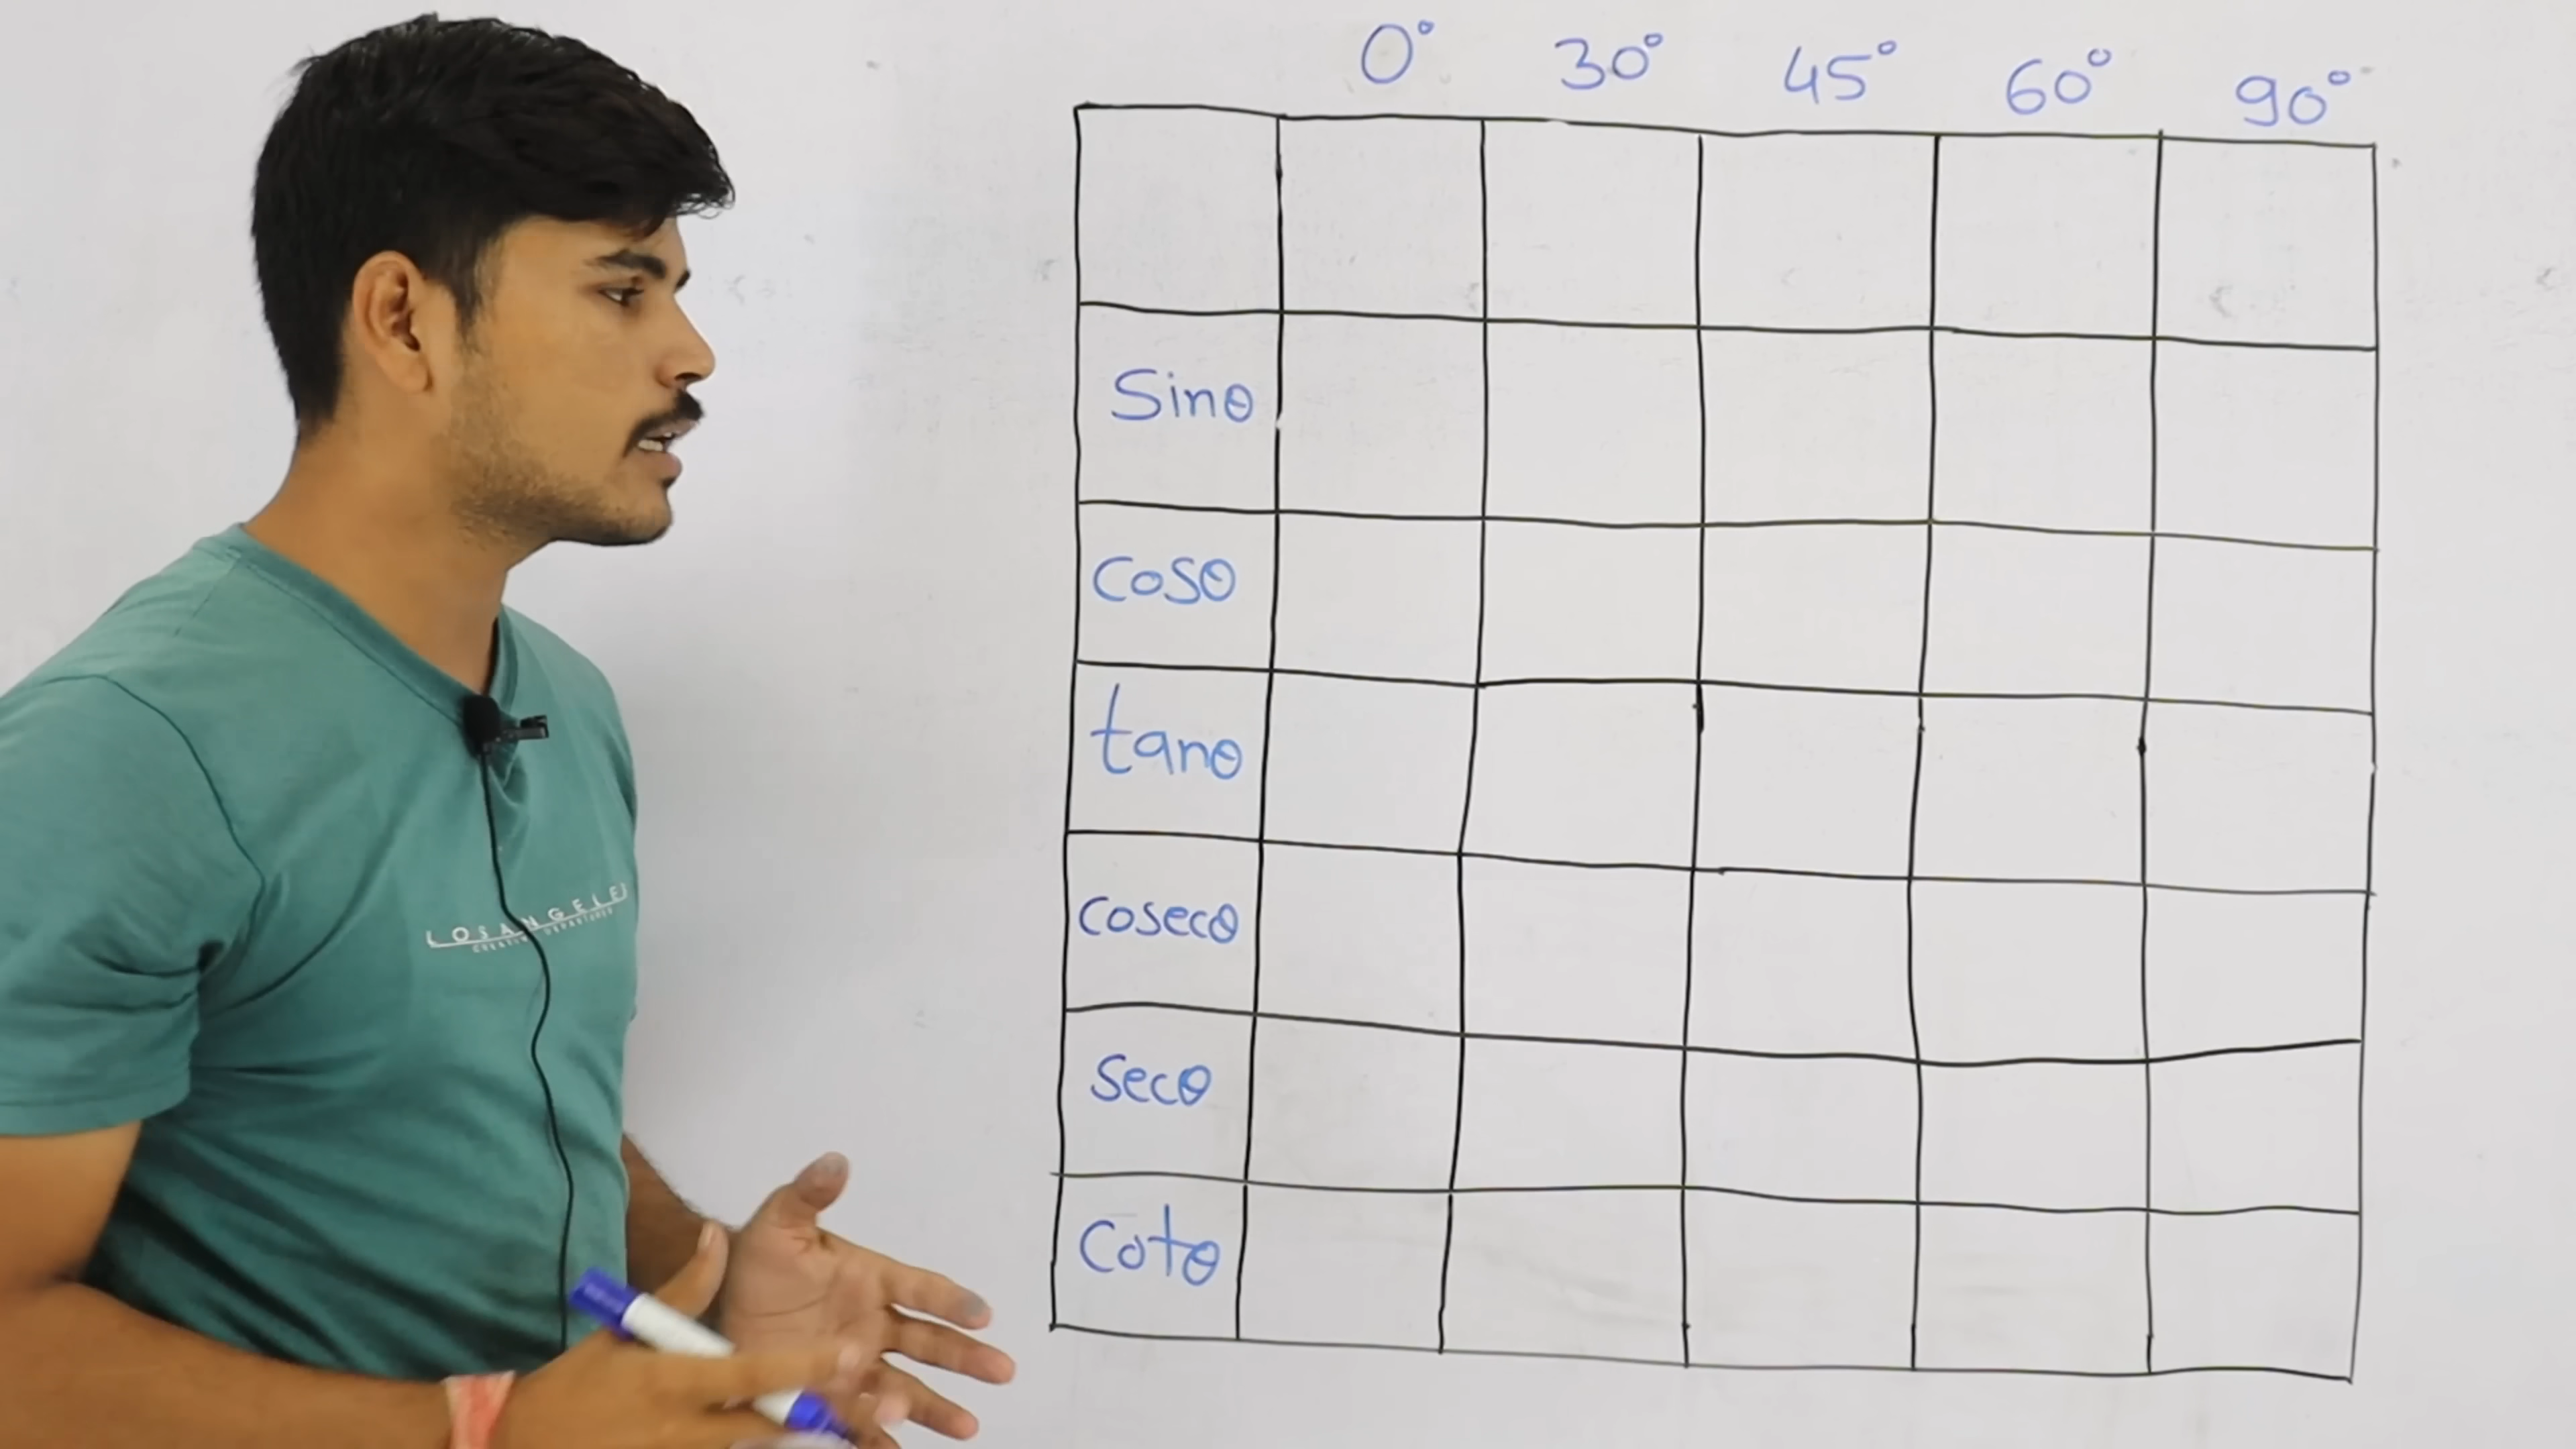 0° 30° 45° 60° 90°
Sinθ
Cosθ
tanθ
Cosecθ
Secθ
Cotθ
LOS ANGELES